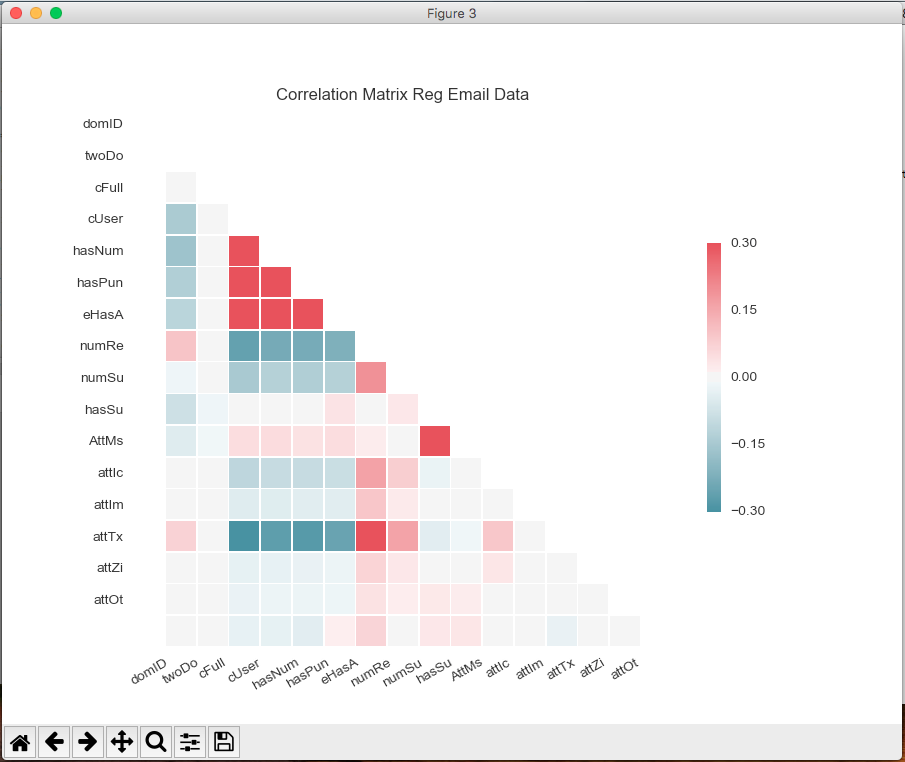 Figure 3
Correlation Matrix Reg Email Data
domID
twoDo
cFull
cUser
hasNum
hasPun
eHasA
numRe
numSu
hasSu
AttMs
attIc
attIm
attTx
attZi
attOt
0.30
0.15
0.00
−0.15
−0.30
domID twoDo cFull cUser hasNum hasPun eHasA numRe numSu hasSu AttMs attIc attIm attTx attZi attOt